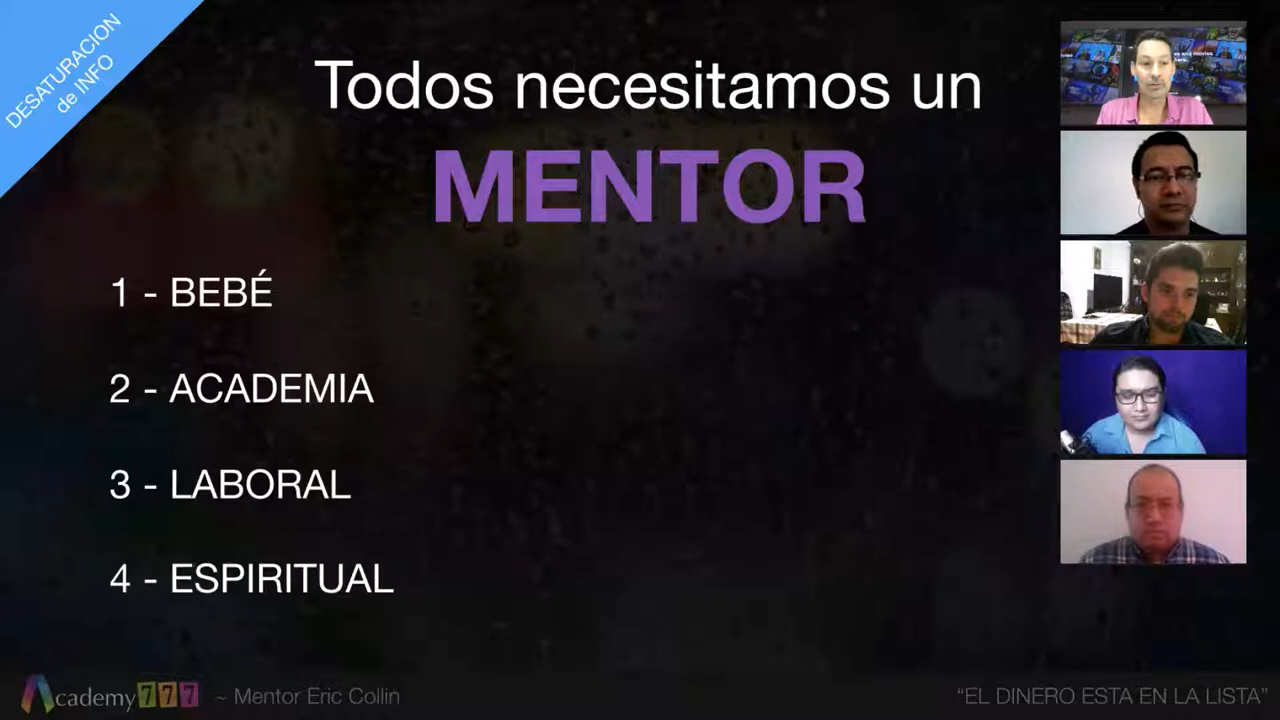 DESATURACION
de INFO
Todos necesitamos un
MENTOR
1 - BEBÉ
2 - ACADEMIA
3 - LABORAL
4 - ESPIRITUAL
Academy777 ~ Mentor Eric Collin
“EL DINERO ESTA EN LA LISTA”